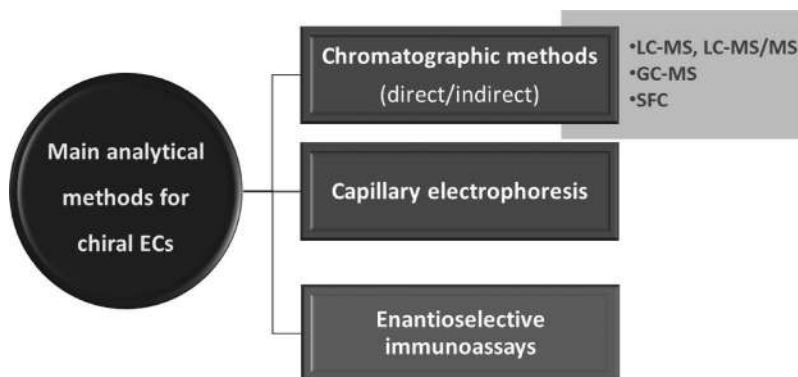 Main analytical
methods for
chiral ECs
Chromatographic methods
(direct/indirect)
•LC-MS, LC-MS/MS
•GC-MS
•SFC
Capillary electrophoresis
Enantioselective
immunoassays